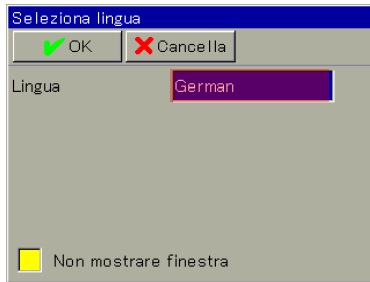 Seleziona lingua
OK Cancella
Lingua German
Non mostrare finestra